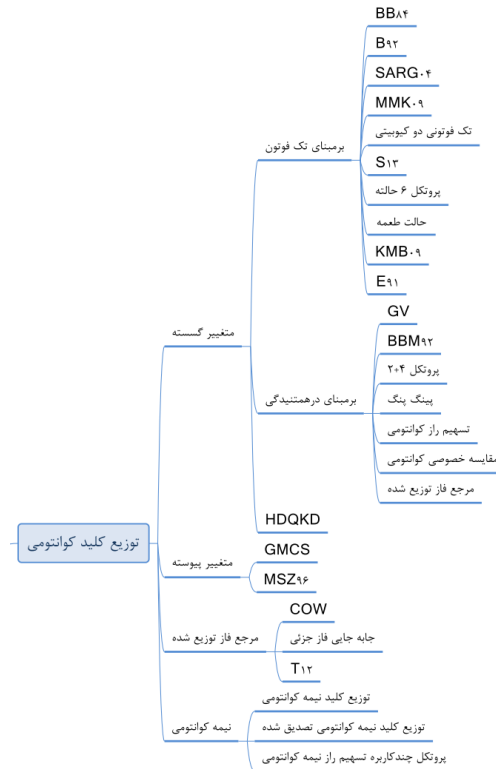 توزیع کلید کوانتومی
متغییر گسسته
برمبنای تک فوتون
BB۸۴
B۹۲
SARG۰۴
MMK۰۹
تک فوتونی دو کیوبیتی
S۱۳
پروتکل ۶ حالته
حالت طعمه
KMB۰۹
E۹۱
برمبنای درهمتنیدگی
GV
BBM۹۲
پروتکل ۴+۲
پینگ پنگ
تسهیم راز کوانتومی
مقایسه خصوصی کوانتومی
مرجع فاز توزیع شده
HDQKD
متغییر پیوسته
GMCS
MSZ۹۶
مرجع فاز توزیع شده
COW
جابه جایی فاز جزئی
T۱۲
نیمه کوانتومی
توزیع کلید نیمه کوانتومی
توزیع کلید نیمه کوانتومی تصدیق شده
پروتکل چندکاربره تسهیم راز نیمه کوانتومی